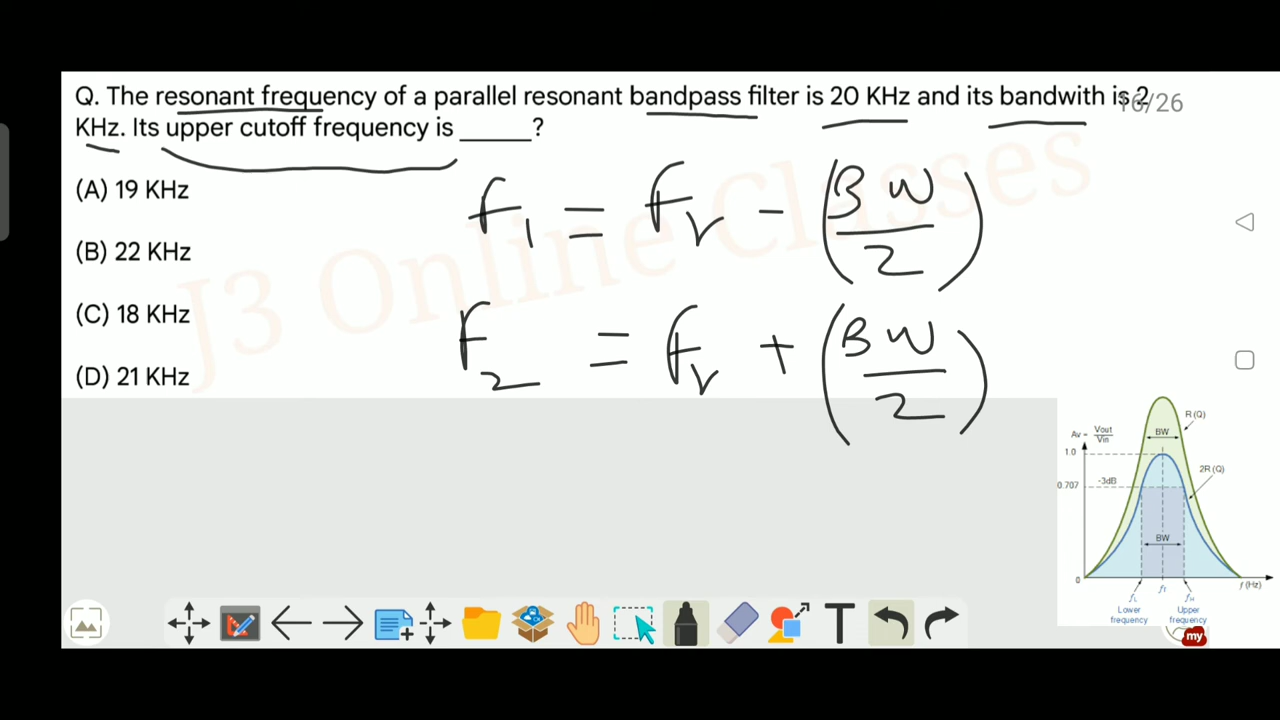 Q. The resonant frequency of a parallel resonant bandpass filter is 20 KHz and its bandwith is 2
16/26
KHz. Its upper cutoff frequency is ______?
(A) 19 KHz
(B) 22 KHz
(C) 18 KHz
(D) 21 KHz
J3 Online Classes
f1 = fr - (BW/2)
F2 = fr + (BW/2)
Av = Vout/Vin
R(Q)
BW
1.0
2R(Q)
-3dB
0.707
BW
0
f (Hz)
fL fr fH
Lower frequency
Upper frequency
T
my